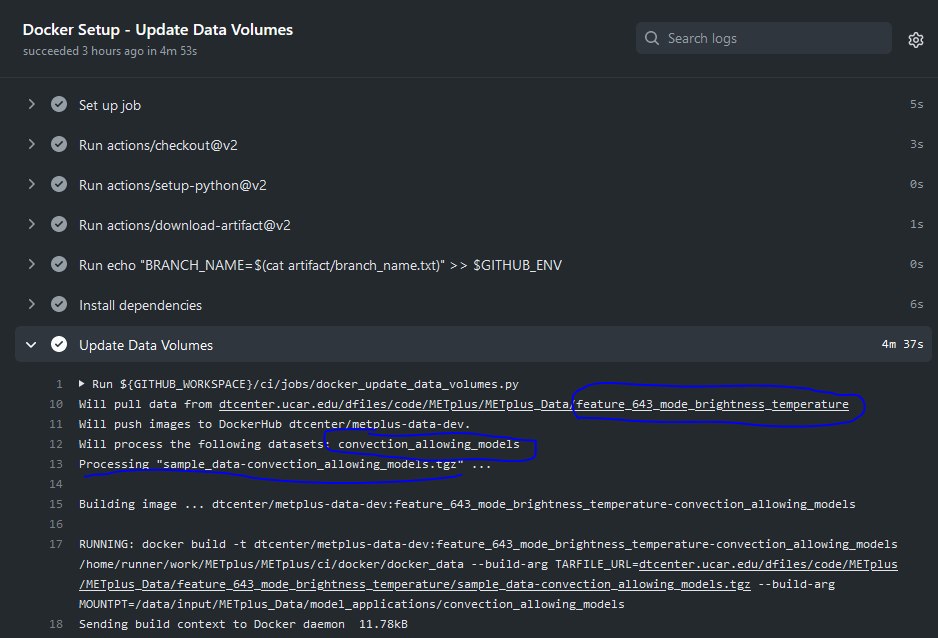 Docker Setup - Update Data Volumes
succeeded 3 hours ago in 4m 53s
Search logs
Set up job 5s
Run actions/checkout@v2 3s
Run actions/setup-python@v2 0s
Run actions/download-artifact@v2 1s
Run echo "BRANCH_NAME=$(cat artifact/branch_name.txt)" >> $GITHUB_ENV 0s
Install dependencies 6s
Update Data Volumes 4m 37s
1 Run ${GITHUB_WORKSPACE}/ci/jobs/docker_update_data_volumes.py
10 Will pull data from dtcenter.ucar.edu/dfiles/code/METplus/METplus_Data/feature_643_mode_brightness_temperature
11 Will push images to DockerHub dtcenter/metplus-data-dev.
12 Will process the following datasets: convection_allowing_models
13 Processing "sample_data-convection_allowing_models.tgz" ...
14
15 Building image ... dtcenter/metplus-data-dev:feature_643_mode_brightness_temperature-convection_allowing_models
16
17 RUNNING: docker build -t dtcenter/metplus-data-dev:feature_643_mode_brightness_temperature-convection_allowing_models
/home/runner/work/METplus/METplus/ci/docker/docker_data --build-arg TARFILE_URL=dtcenter.ucar.edu/dfiles/code/METplus
/METplus_Data/feature_643_mode_brightness_temperature/sample_data-convection_allowing_models.tgz --build-arg
MOUNTPT=/data/input/METplus_Data/model_applications/convection_allowing_models
18 Sending build context to Docker daemon 11.78kB